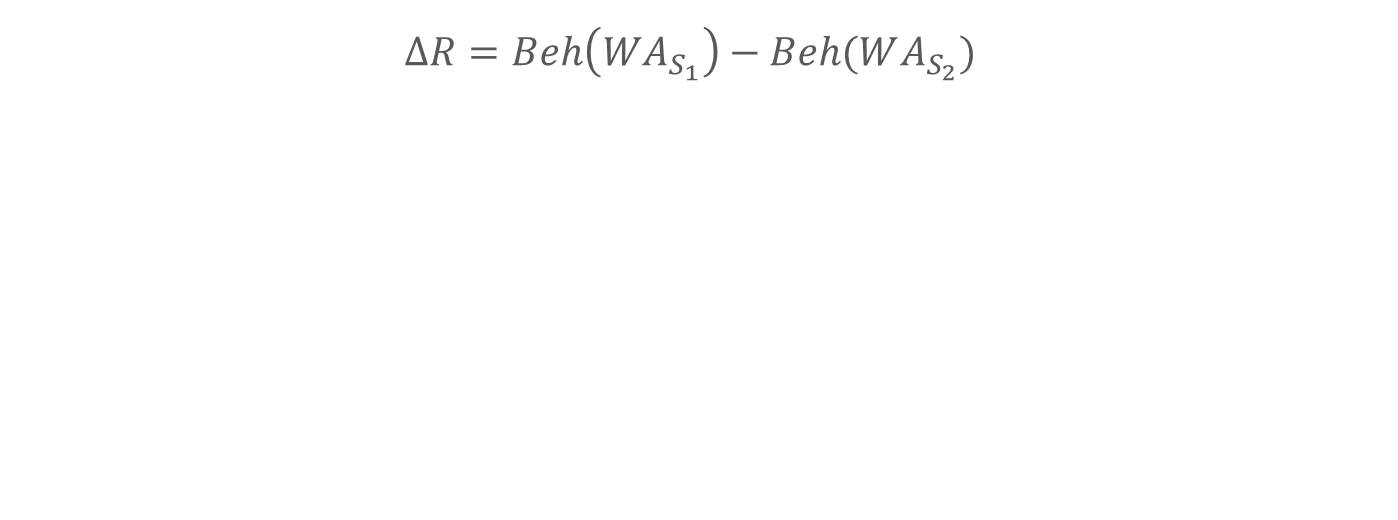 ΔR = Beh(WA_{S_1}) − Beh(WA_{S_2})